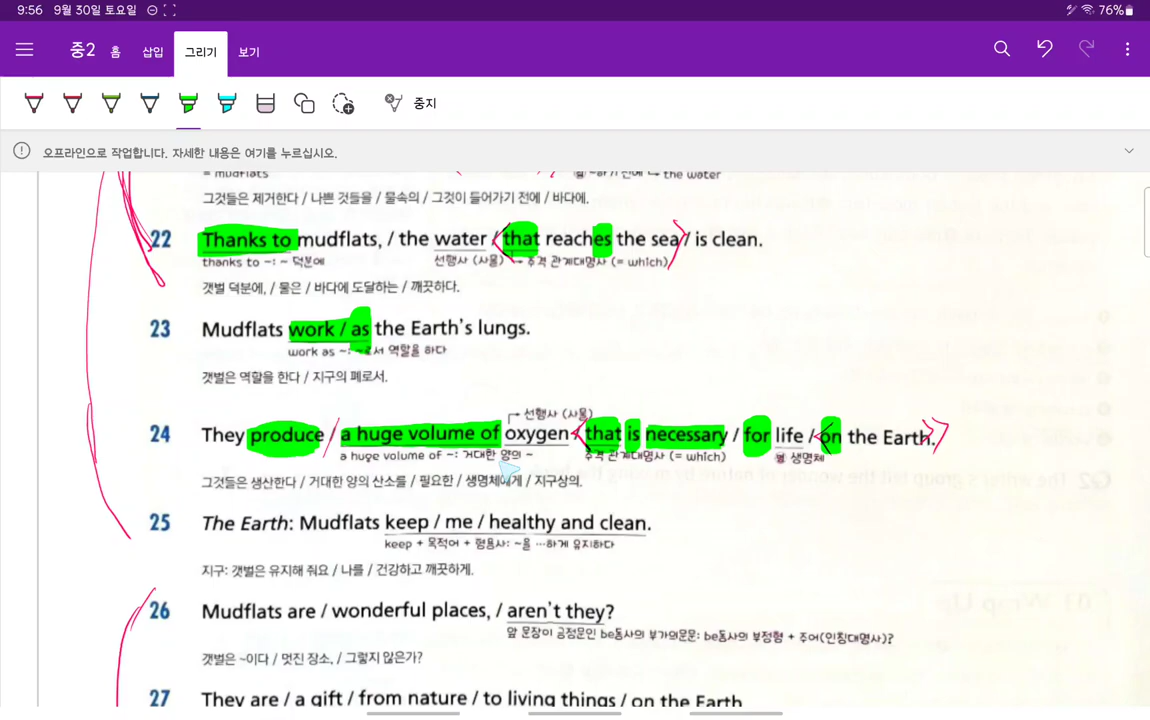 9:56 9월 30일 토요일 76%
중2 홈 삽입 그리기 보기
중지
오프라인으로 작업합니다. 자세한 내용은 여기를 누르십시오.
= mudflats 전에 the water
그것들은 제거한다 / 나쁜 것들을 / 물속의 / 그것이 들어가기 전에 / 바다에.
22 Thanks to mudflats, / the water / that reaches the sea / is clean.
thanks to ~: ~ 덕분에 선행사 (사물) 주격 관계대명사 (= which)
갯벌 덕분에, / 물은 / 바다에 도달하는 / 깨끗하다.
23 Mudflats work / as the Earth's lungs.
work as ~: ~로서 역할을 하다
갯벌은 역할을 한다 / 지구의 폐로서.
선행사 (사물)
24 They produce / a huge volume of oxygen / that is necessary / for life / on the Earth.
a huge volume of ~: 거대한 양의 ~ 주격 관계대명사 (= which) 명 생명체
그것들은 생산한다 / 거대한 양의 산소를 / 필요한 / 생명체에게 / 지구상의.
25 The Earth: Mudflats keep / me / healthy and clean.
keep + 목적어 + 형용사: ~을 …하게 유지하다
지구: 갯벌은 유지해 줘요 / 나를 / 건강하고 깨끗하게.
26 Mudflats are / wonderful places, / aren't they?
앞 문장이 긍정문인 be동사의 부가의문문: be동사의 부정형 + 주어(인칭대명사)?
갯벌은 ~이다 / 멋진 장소, / 그렇지 않은가?
27 They are / a gift / from nature / to living things / on the Earth